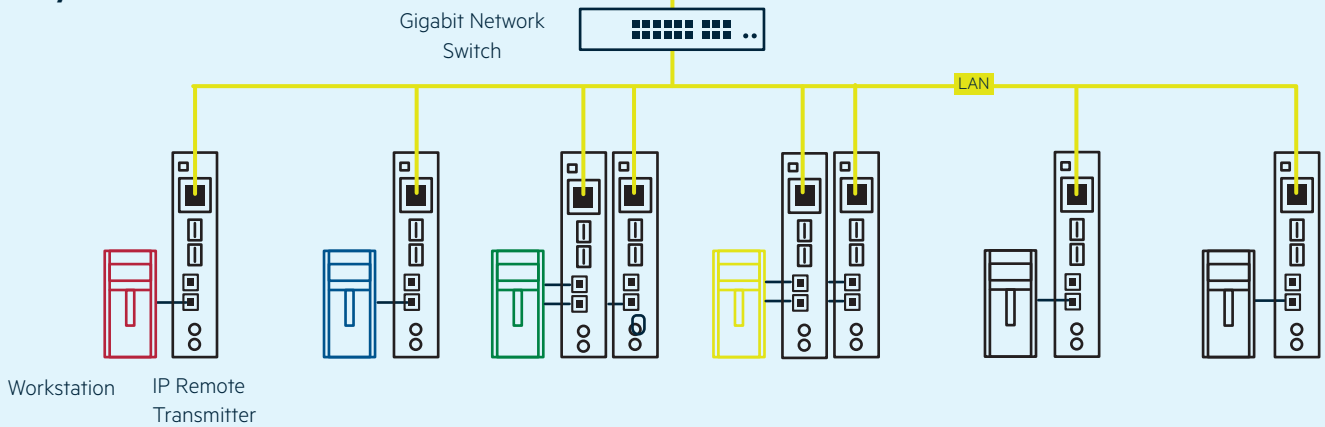 Gigabit Network
Switch
LAN
Workstation
IP Remote
Transmitter